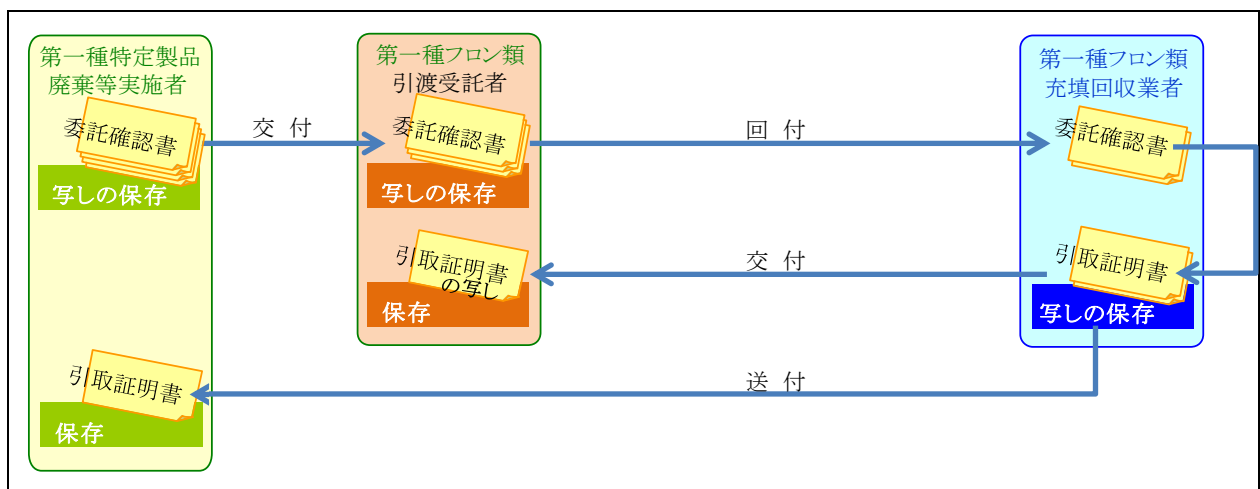 第一種特定製品
廃棄等実施者
委託確認書
写しの保存
交 付
第一種フロン類
引渡受託者
委託確認書
写しの保存
回 付
第一種フロン類
充填回収業者
委託確認書
引取証明書
写しの保存
交 付
引取証明書
の写し
保存
送 付
引取証明書
保存